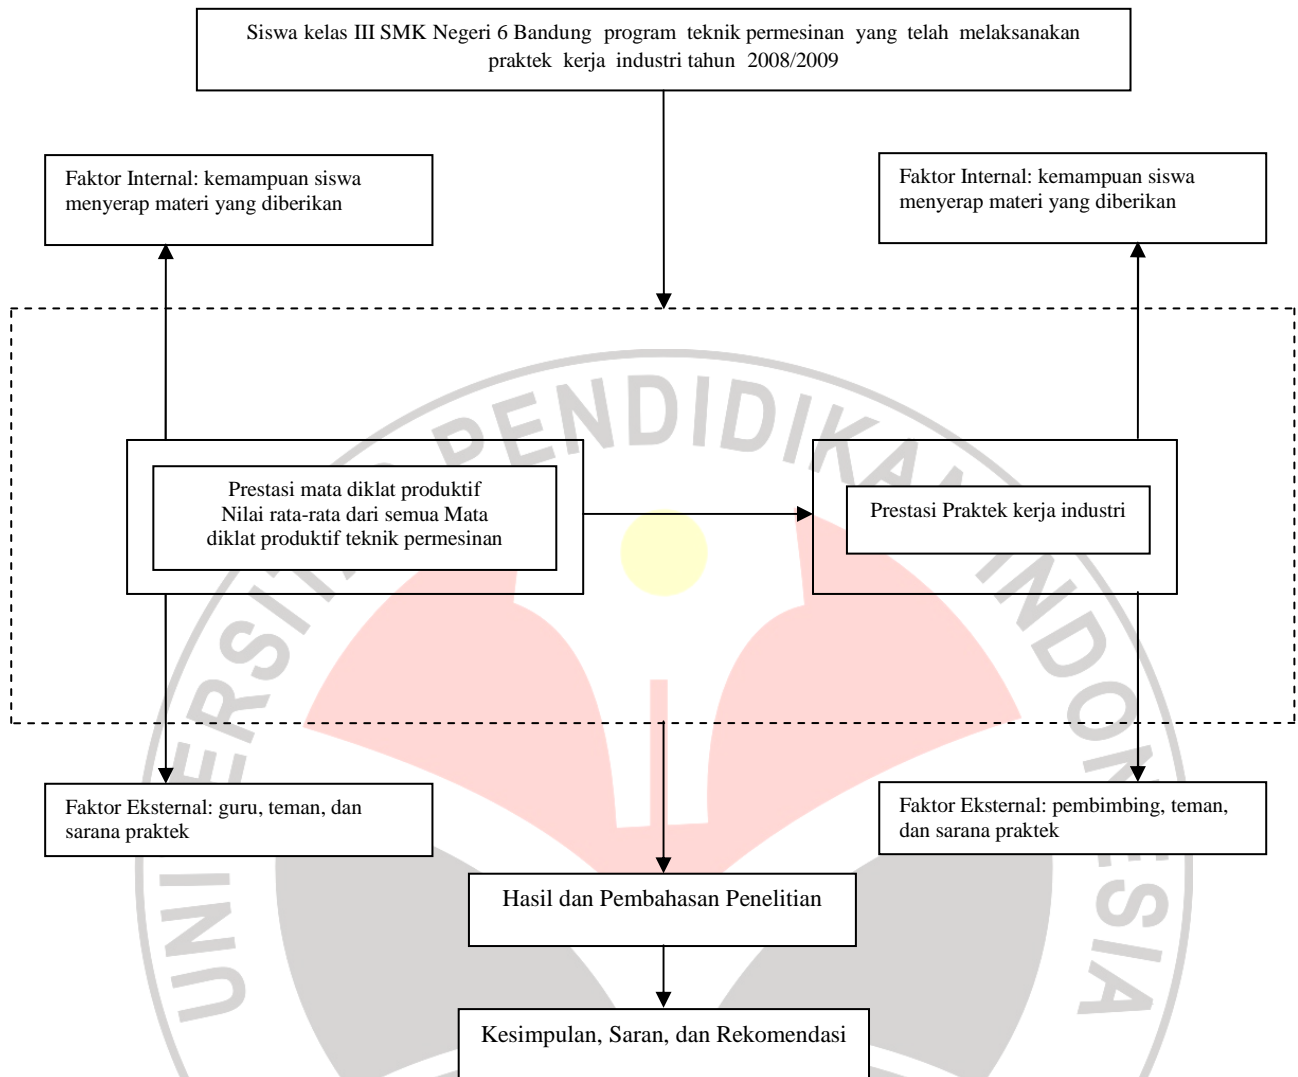 Siswa kelas III SMK Negeri 6 Bandung program teknik permesinan yang telah melaksanakan
praktek kerja industri tahun 2008/2009
Faktor Internal: kemampuan siswa
menyerap materi yang diberikan
Faktor Internal: kemampuan siswa
menyerap materi yang diberikan
Prestasi mata diklat produktif
Nilai rata-rata dari semua Mata
diklat produktif teknik permesinan
Prestasi Praktek kerja industri
Faktor Eksternal: guru, teman, dan
sarana praktek
Faktor Eksternal: pembimbing, teman,
dan sarana praktek
Hasil dan Pembahasan Penelitian
Kesimpulan, Saran, dan Rekomendasi
UNIVERSITAS PENDIDIKAN INDONESIA